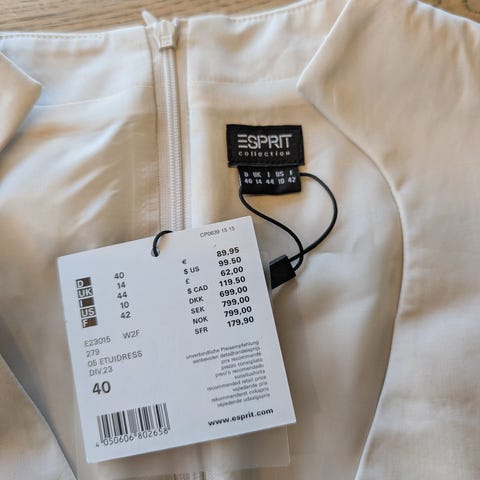 ESPRIT
collection
D UK I US F
40 14 44 10 42
CP0639 15 15
D 40
UK 14
I 44
US 10
F 42
€ 89,95
$ US 99.50
£ 62,00
$ CAD 119.50
DKK 699,00
SEK 799,00
NOK 799,00
SFR 179,90
E23015 W2F
279
05 ETUIDRESS
DIV.23
40
unverbindliche Preisempfehlung
prix recommandé
prezzo consigliato
recommended retail price
vejledende pris
www.esprit.com
4 050606 802658